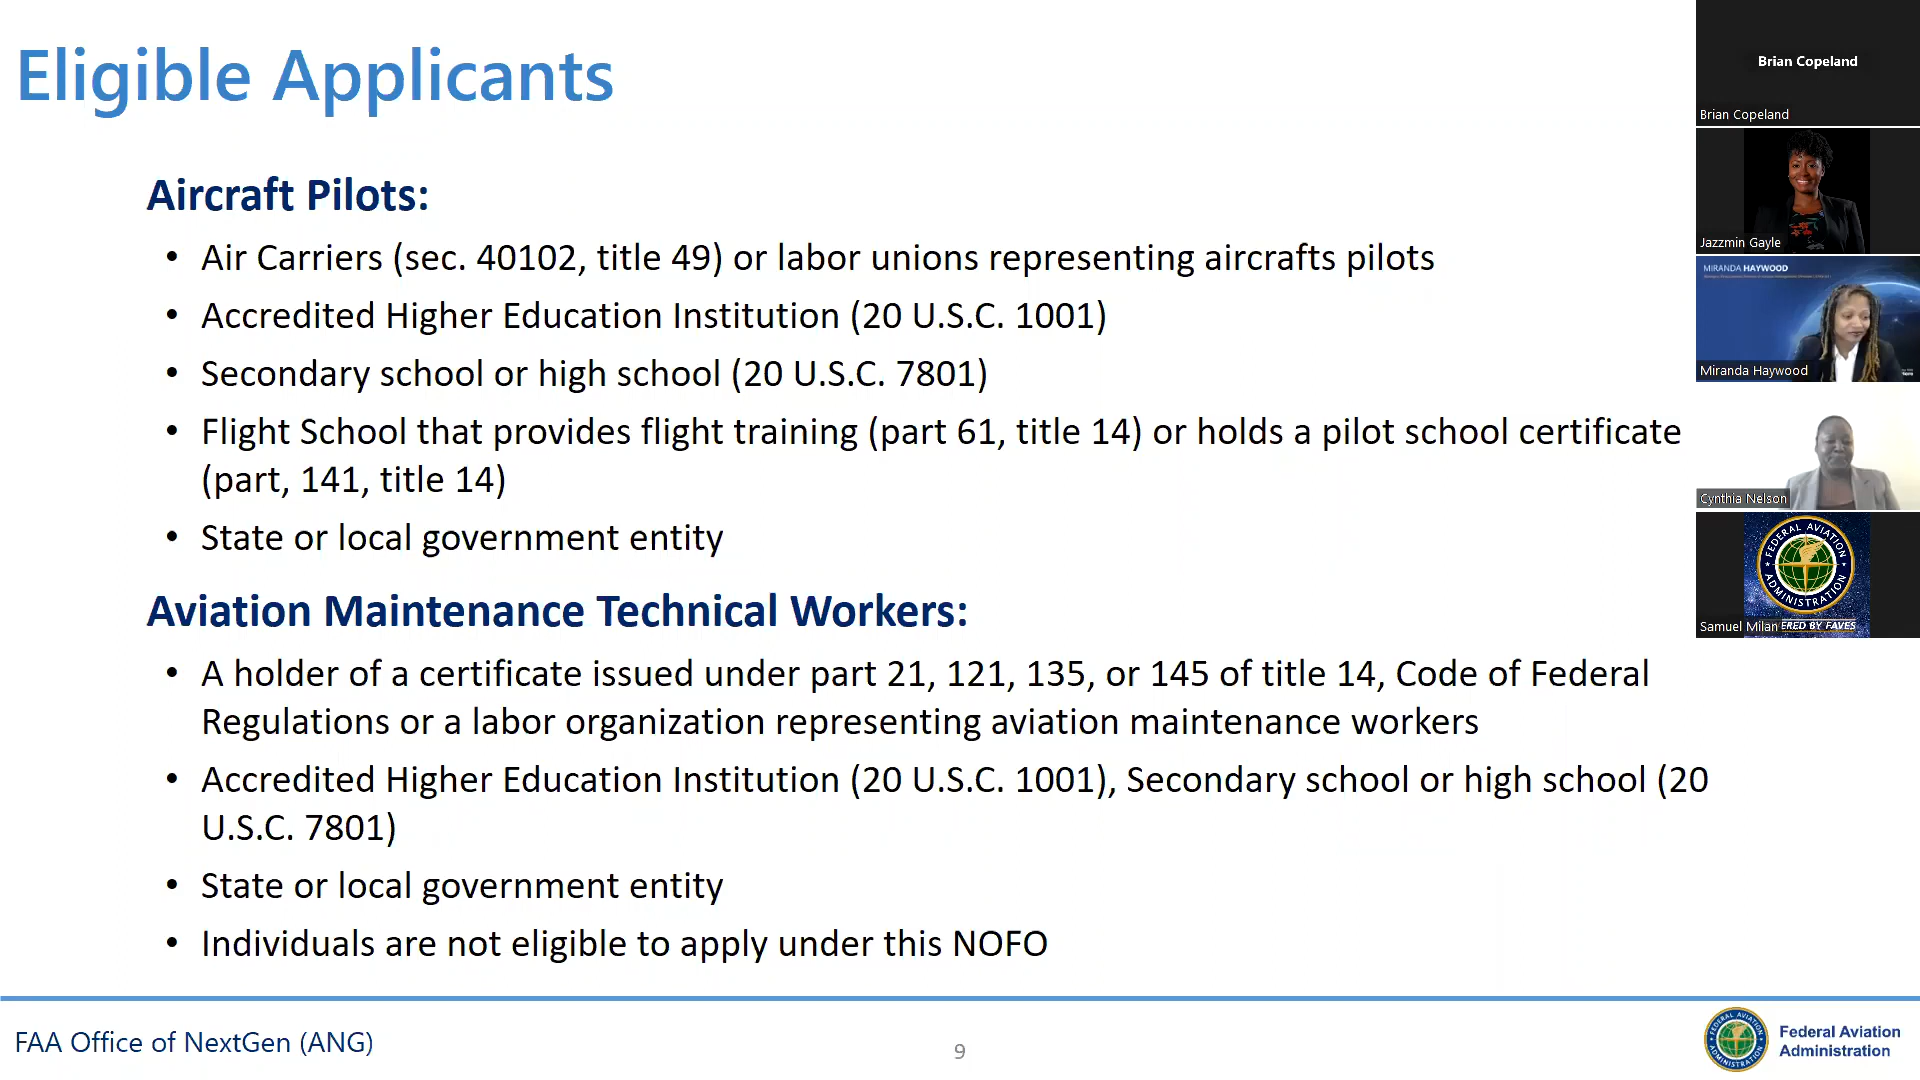 Eligible Applicants
Aircraft Pilots:
• Air Carriers (sec. 40102, title 49) or labor unions representing aircrafts pilots
• Accredited Higher Education Institution (20 U.S.C. 1001)
• Secondary school or high school (20 U.S.C. 7801)
• Flight School that provides flight training (part 61, title 14) or holds a pilot school certificate
(part, 141, title 14)
• State or local government entity
Aviation Maintenance Technical Workers:
• A holder of a certificate issued under part 21, 121, 135, or 145 of title 14, Code of Federal
Regulations or a labor organization representing aviation maintenance workers
• Accredited Higher Education Institution (20 U.S.C. 1001), Secondary school or high school (20
U.S.C. 7801)
• State or local government entity
• Individuals are not eligible to apply under this NOFO
FAA Office of NextGen (ANG)
9
Federal Aviation
Administration
Brian Copeland
Brian Copeland
Jazzmin Gayle
MIRANDA HAYWOOD
Miranda Haywood
Cynthia Nelson
FEDERAL AVIATION
ADMINISTRATION
ERED BY FAVES
Samuel Milan